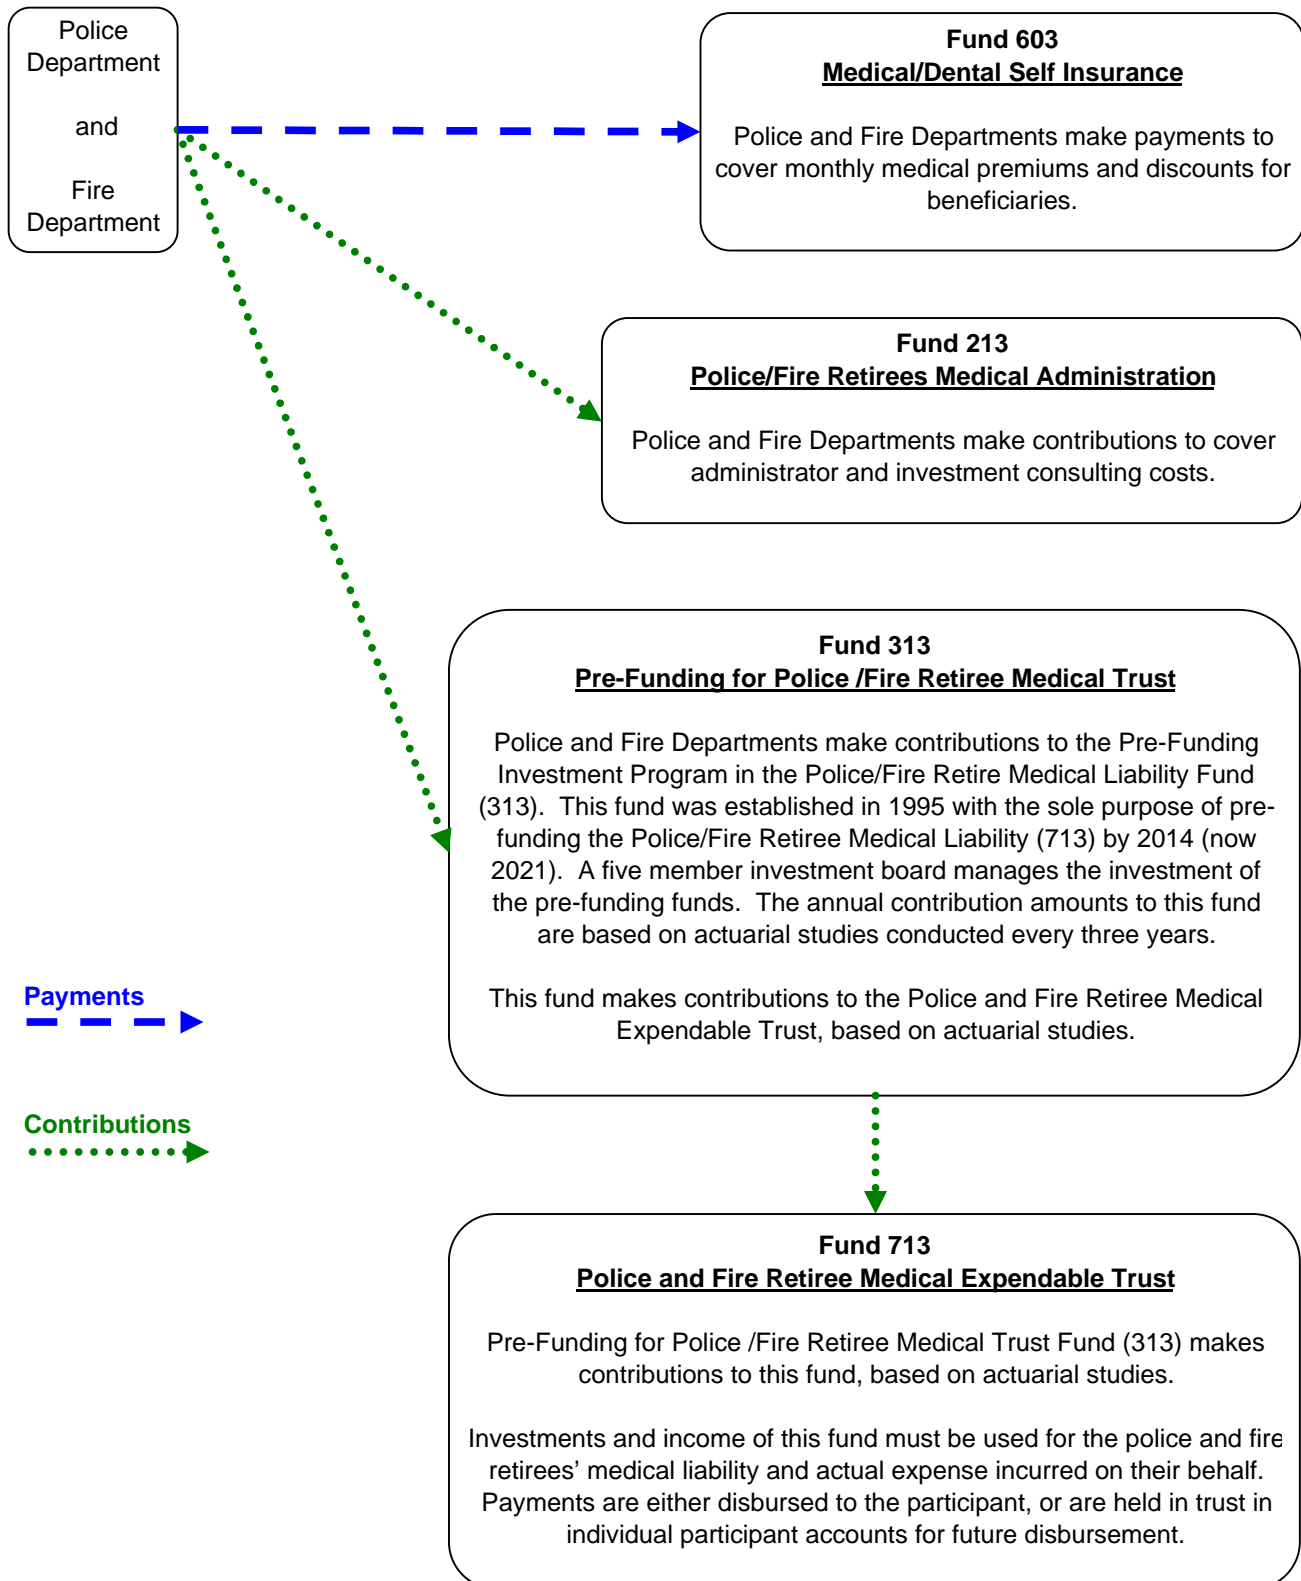 Police
Department
and
Fire
Department
Fund 603
Medical/Dental Self Insurance
Police and Fire Departments make payments to
cover monthly medical premiums and discounts for
beneficiaries.
Fund 213
Police/Fire Retirees Medical Administration
Police and Fire Departments make contributions to cover
administrator and investment consulting costs.
Fund 313
Pre-Funding for Police /Fire Retiree Medical Trust
Police and Fire Departments make contributions to the Pre-Funding
Investment Program in the Police/Fire Retire Medical Liability Fund
(313).  This fund was established in 1995 with the sole purpose of pre-
funding the Police/Fire Retiree Medical Liability (713) by 2014 (now
2021).  A five member investment board manages the investment of
the pre-funding funds.  The annual contribution amounts to this fund
are based on actuarial studies conducted every three years.
This fund makes contributions to the Police and Fire Retiree Medical
Expendable Trust, based on actuarial studies.
Payments
Contributions
Fund 713
Police and Fire Retiree Medical Expendable Trust
Pre-Funding for Police /Fire Retiree Medical Trust Fund (313) makes
contributions to this fund, based on actuarial studies.
Investments and income of this fund must be used for the police and fire
retirees’ medical liability and actual expense incurred on their behalf.
Payments are either disbursed to the participant, or are held in trust in
individual participant accounts for future disbursement.